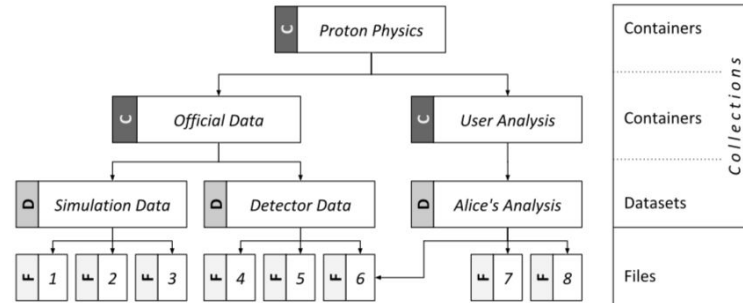 C Proton Physics
Containers
C Official Data
C User Analysis
Containers
Collections
D Simulation Data
D Detector Data
D Alice's Analysis
Datasets
F 1
F 2
F 3
F 4
F 5
F 6
F 7
F 8
Files